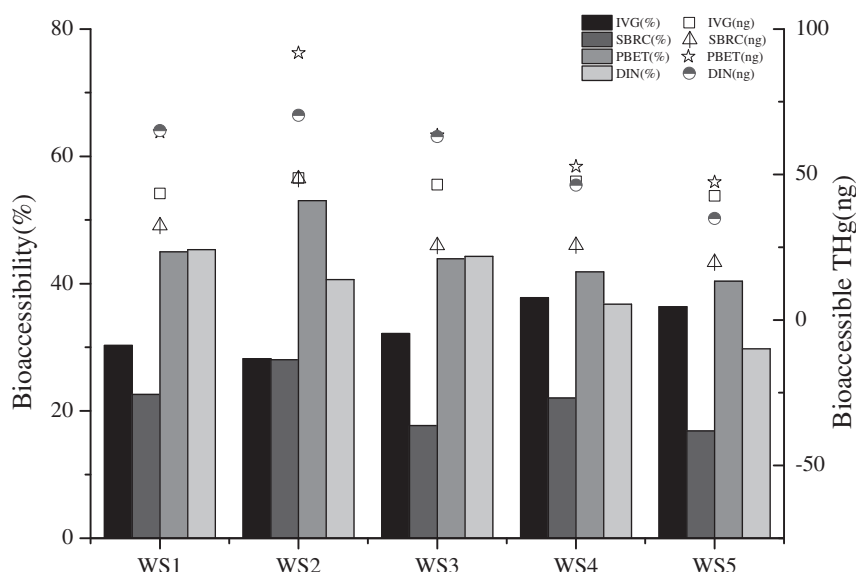 80
60
40
20
0
Bioaccessibility(%)
IVG(%) IVG(ng)
SBRC(%) SBRC(ng)
PBET(%) PBET(ng)
DIN(%) DIN(ng)
100
50
0
-50
Bioaccessible THg(ng)
WS1 WS2 WS3 WS4 WS5